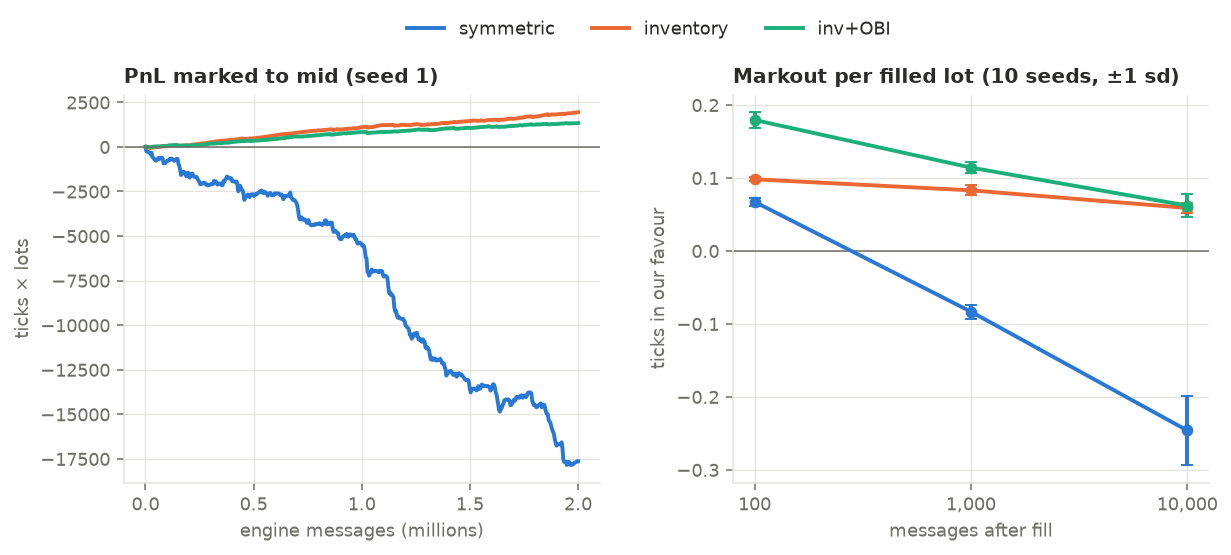 symmetric inventory inv+OBI
PnL marked to mid (seed 1)
2500
0
−2500
−5000
−7500
−10000
−12500
−15000
−17500
ticks × lots
0.0 0.5 1.0 1.5 2.0
engine messages (millions)
Markout per filled lot (10 seeds, ±1 sd)
0.2
0.1
0.0
−0.1
−0.2
−0.3
ticks in our favour
100 1,000 10,000
messages after fill